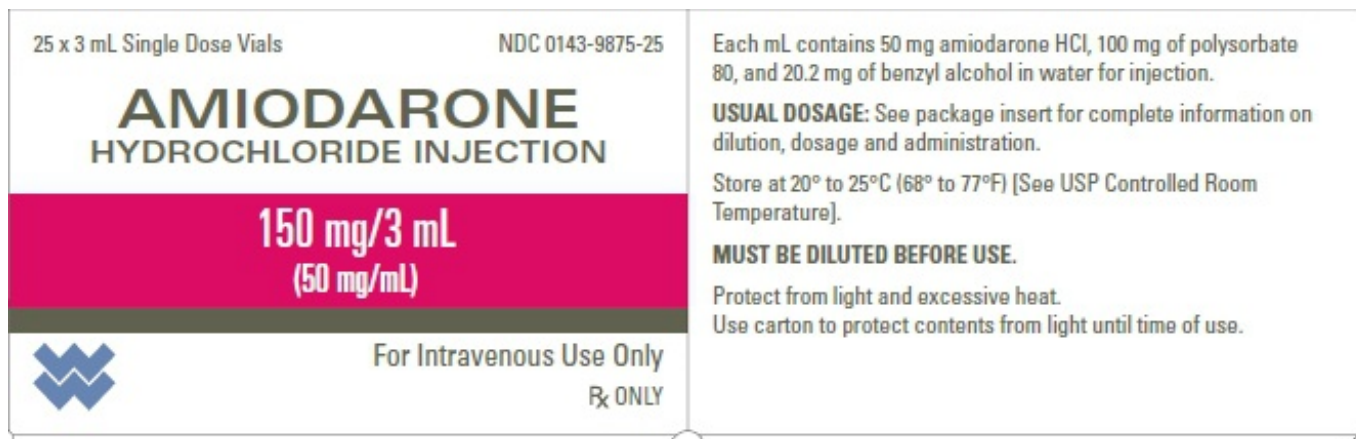 25 x 3 mL Single Dose Vials NDC 0143-9875-25
AMIODARONE
HYDROCHLORIDE INJECTION
150 mg/3 mL
(50 mg/mL)
For Intravenous Use Only
℞ ONLY
Each mL contains 50 mg amiodarone HCl, 100 mg of polysorbate
80, and 20.2 mg of benzyl alcohol in water for injection.
USUAL DOSAGE: See package insert for complete information on
dilution, dosage and administration.
Store at 20º to 25ºC (68º to 77ºF) [See USP Controlled Room
Temperature].
MUST BE DILUTED BEFORE USE.
Protect from light and excessive heat.
Use carton to protect contents from light until time of use.